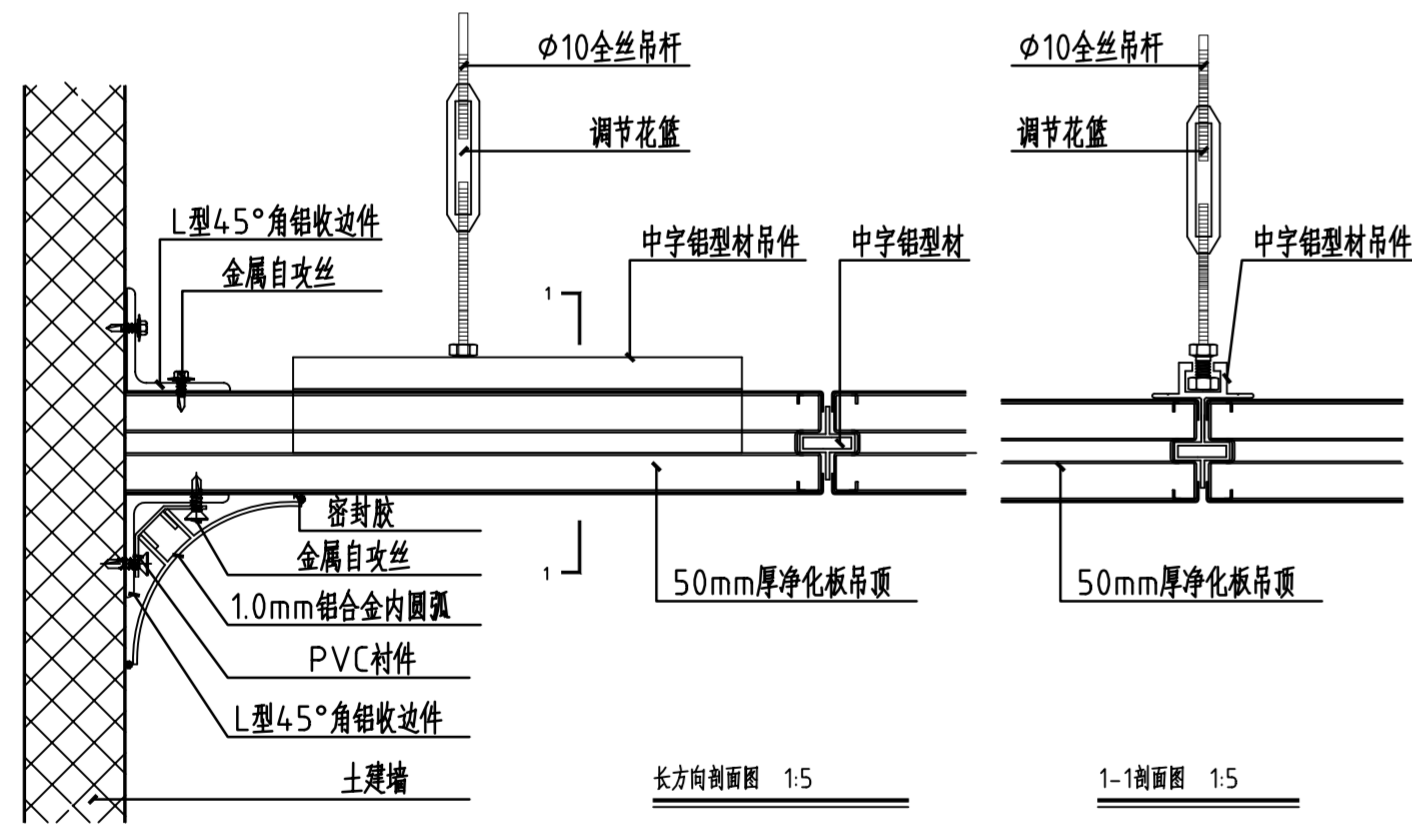 Φ10全丝吊杆
调节花篮
L型45°角铝收边件
金属自攻丝
中字铝型材吊件
中字铝型材
1
1
密封胶
金属自攻丝
1.0mm铝合金内圆弧
PVC衬件
L型45°角铝收边件
土建墙
50mm厚净化板吊顶
长方向剖面图 1:5
Φ10全丝吊杆
调节花篮
中字铝型材吊件
50mm厚净化板吊顶
1-1剖面图 1:5